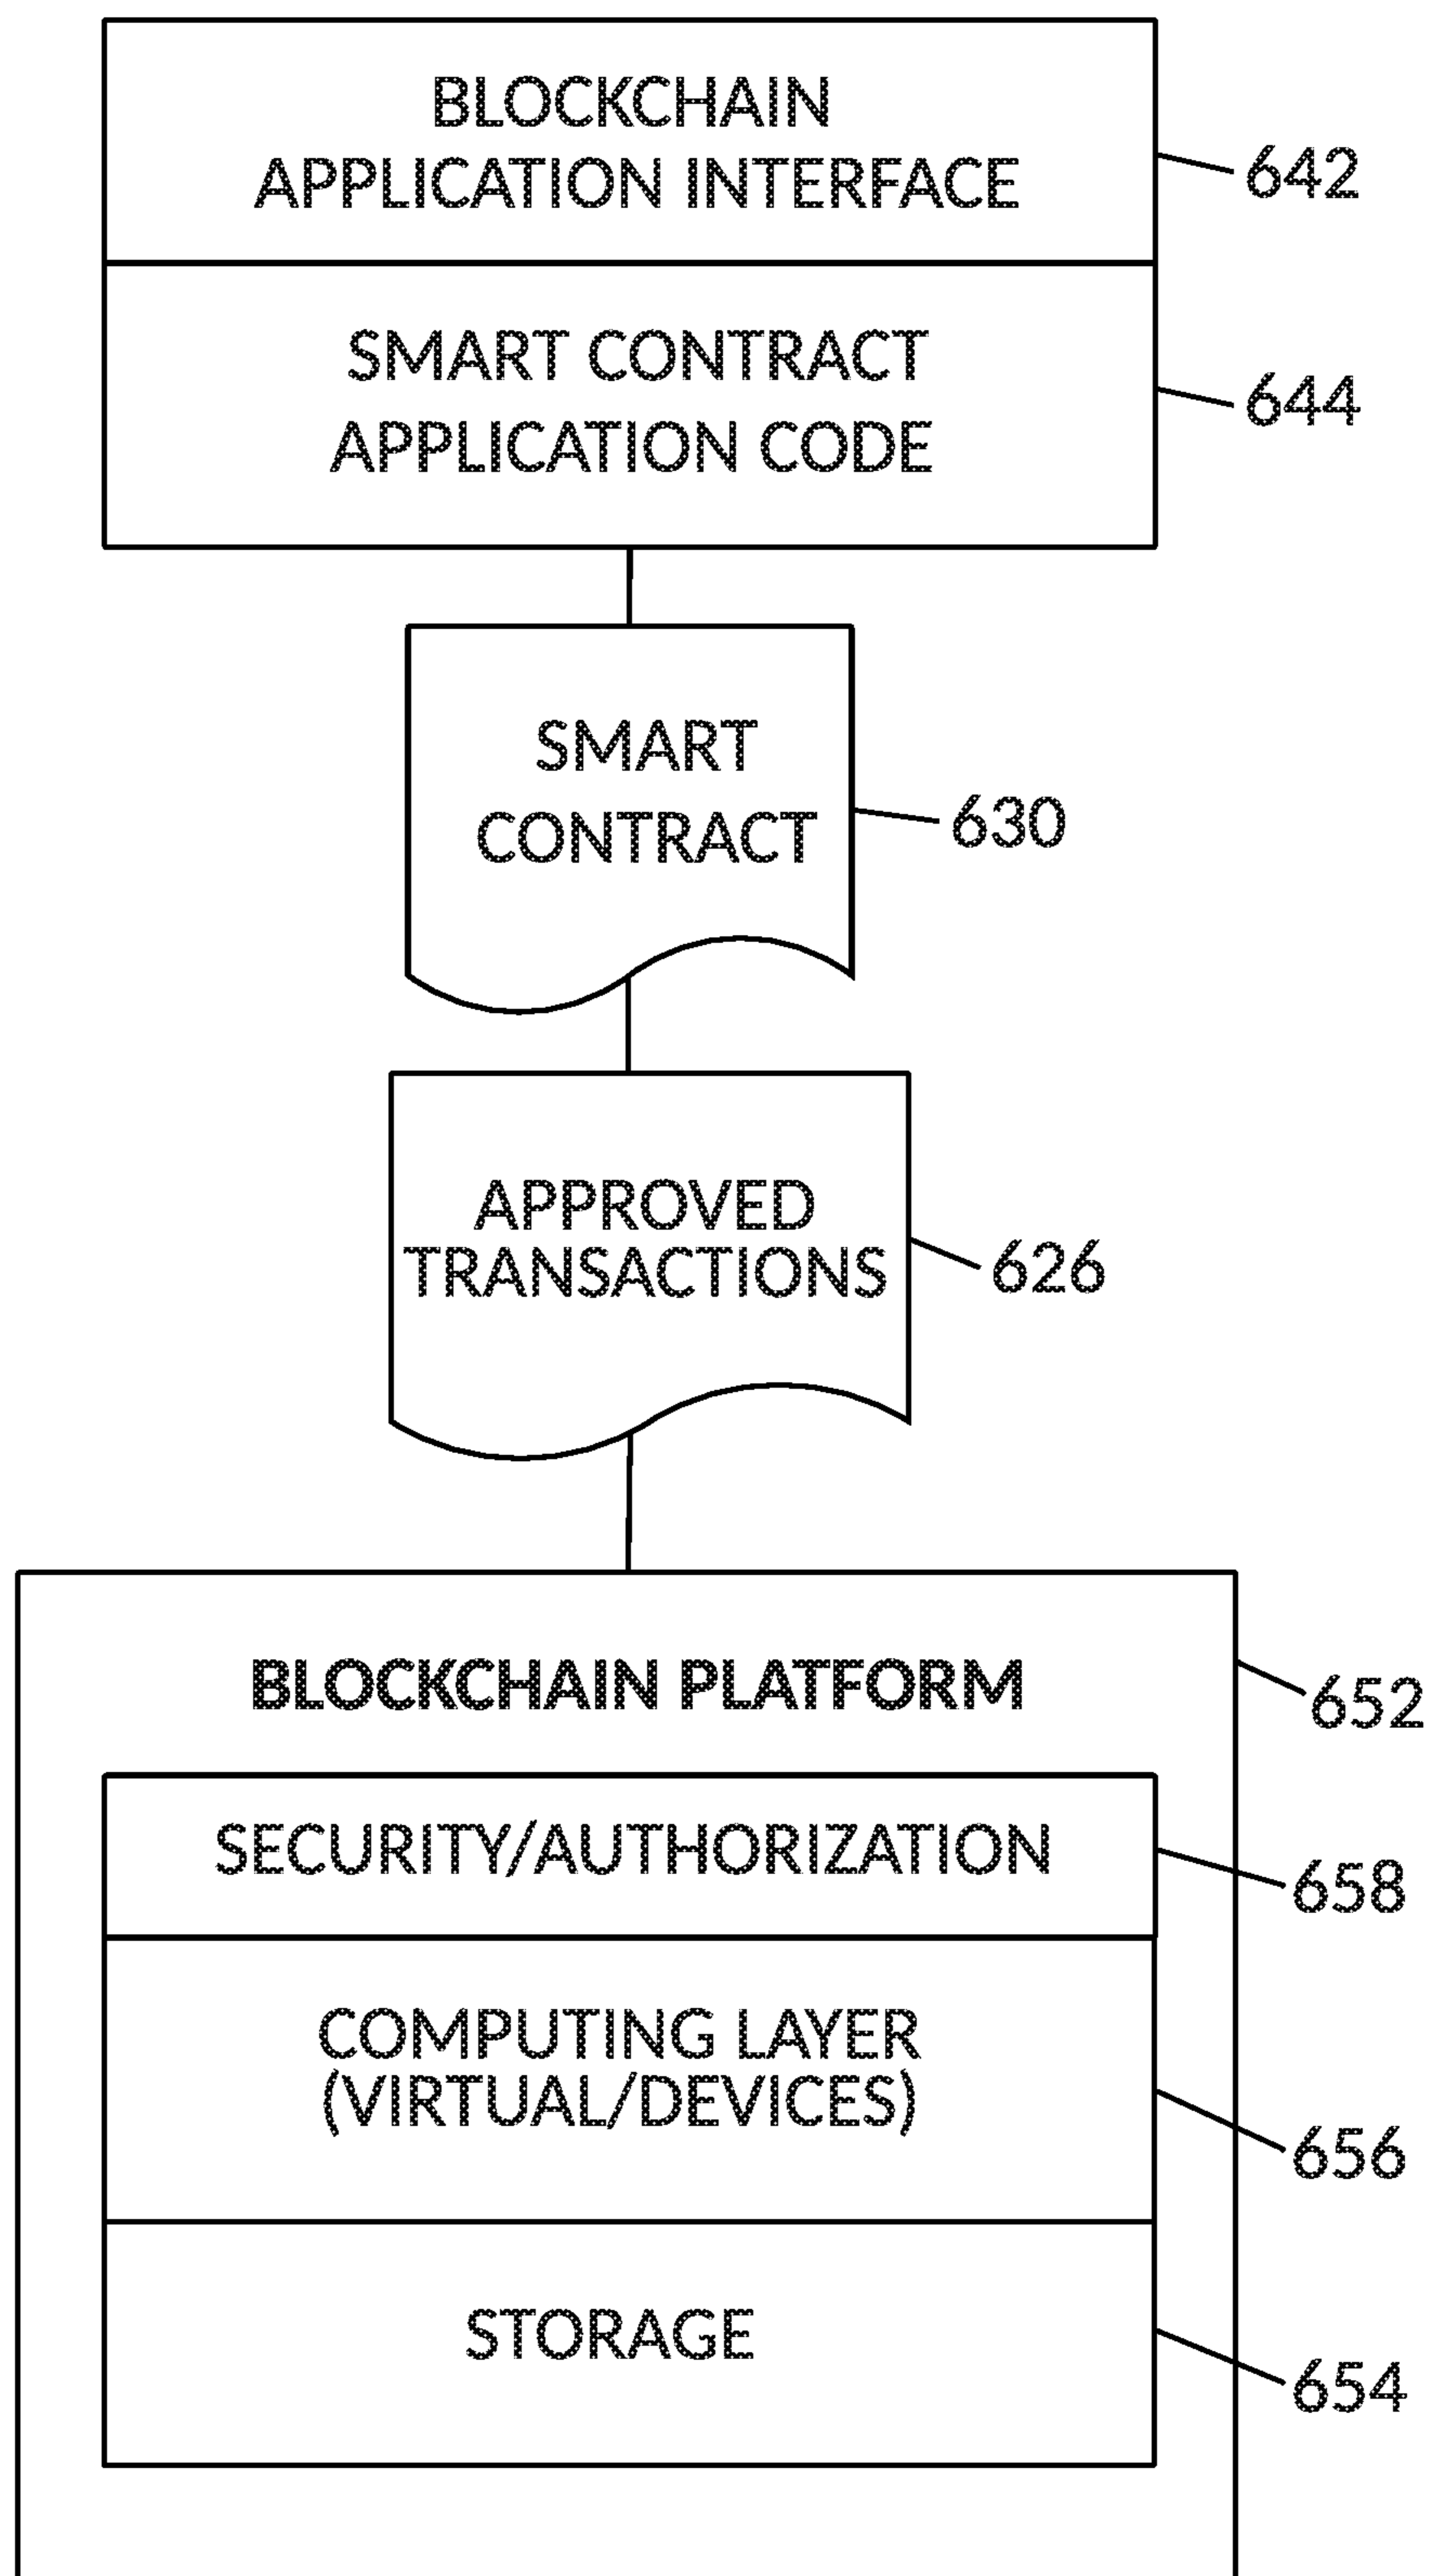 BLOCKCHAIN
APPLICATION INTERFACE
642
SMART CONTRACT
APPLICATION CODE
644
SMART
CONTRACT
630
APPROVED
TRANSACTIONS
626
BLOCKCHAIN PLATFORM
652
SECURITY/AUTHORIZATION
658
COMPUTING LAYER
(VIRTUAL/DEVICES)
656
STORAGE
654